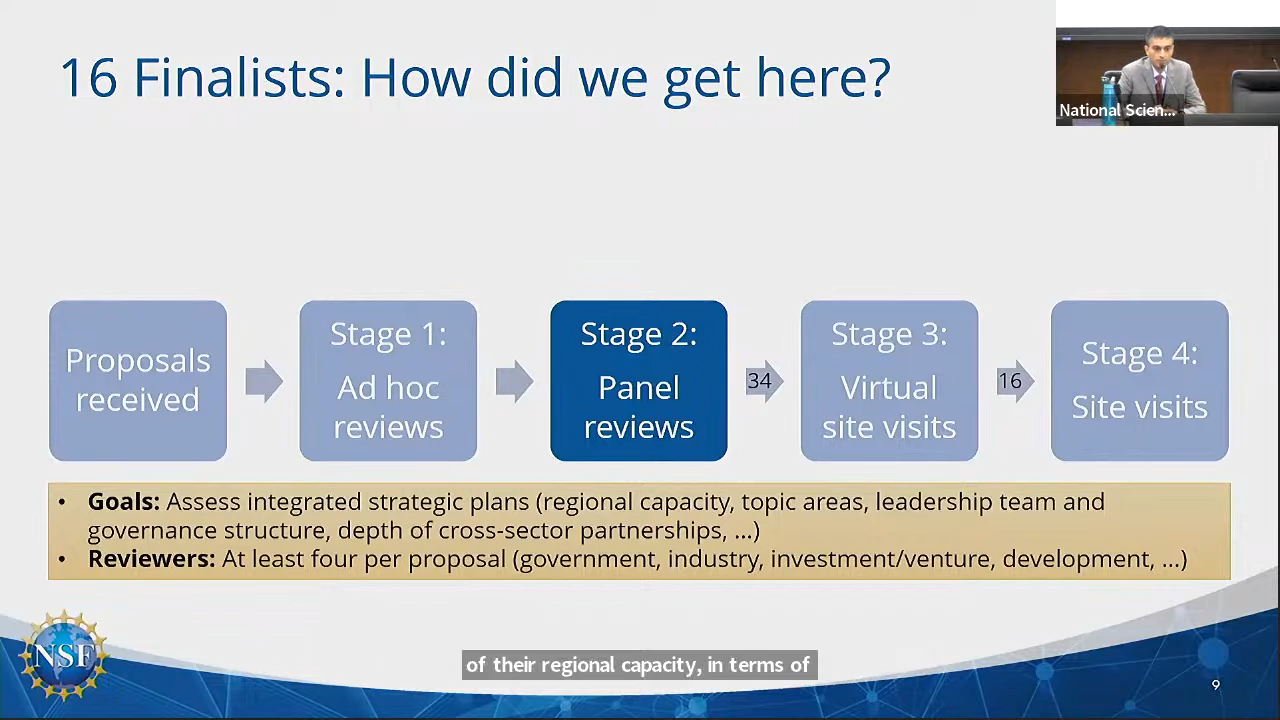 16 Finalists: How did we get here?
National Scien...
Proposals
received
Stage 1:
Ad hoc
reviews
Stage 2:
Panel
reviews
34
Stage 3:
Virtual
site visits
16
Stage 4:
Site visits
• Goals: Assess integrated strategic plans (regional capacity, topic areas, leadership team and
governance structure, depth of cross-sector partnerships, ...)
• Reviewers: At least four per proposal (government, industry, investment/venture, development, ...)
NSF
of their regional capacity, in terms of
9